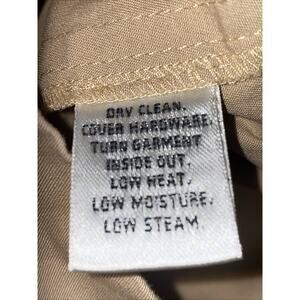 DRY CLEAN.
COVER HARDWARE.
TURN GARMENT
INSIDE OUT.
LOW HEAT.
LOW MOISTURE.
LOW STEAM.